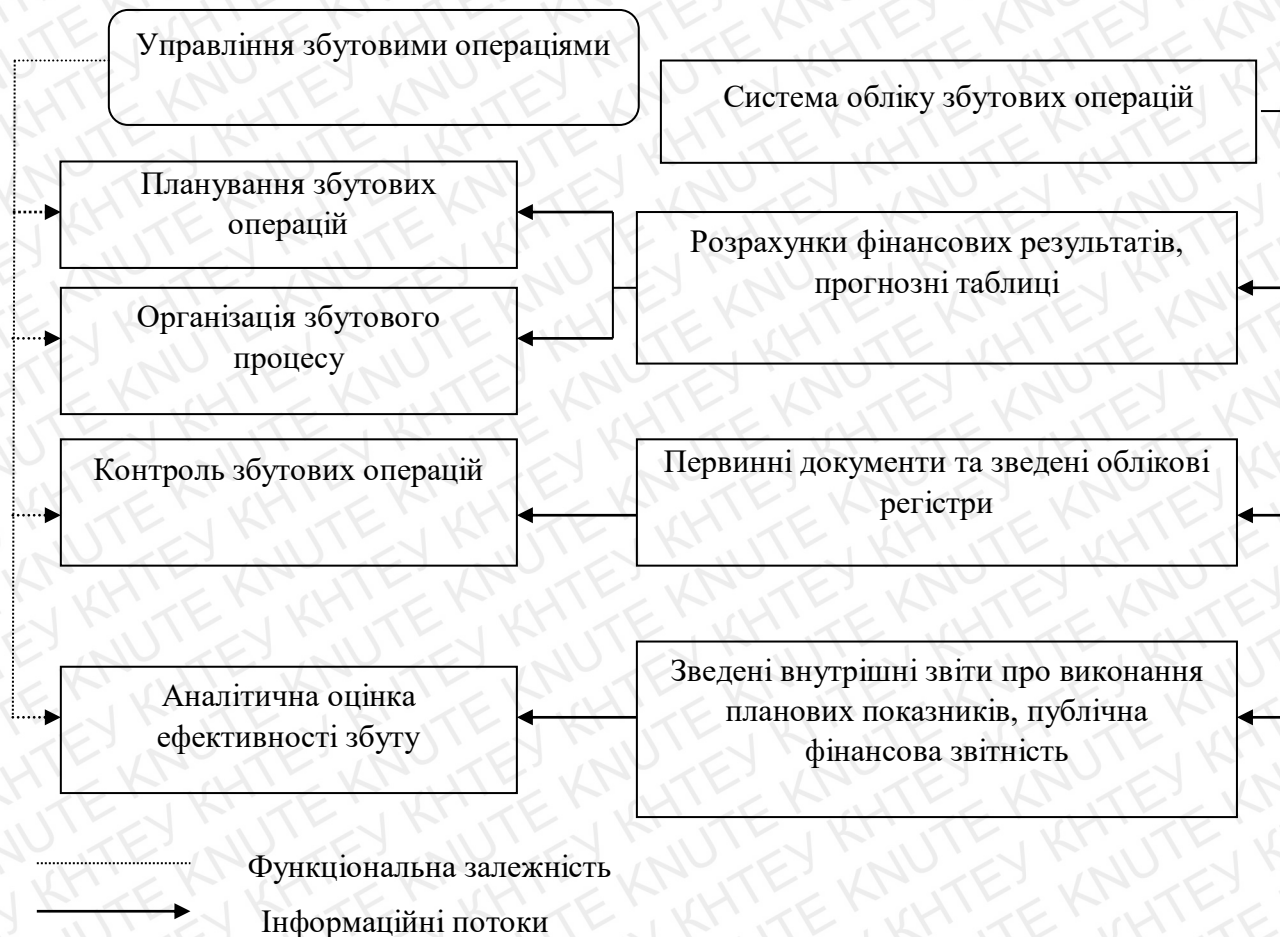 Управління збутовими операціями
Система обліку збутових операцій
Планування збутових
операцій
Розрахунки фінансових результатів,
прогнозні таблиці
Організація збутового
процесу
Контроль збутових операцій
Первинні документи та зведені облікові
регістри
Аналітична оцінка
ефективності збуту
Зведені внутрішні звіти про виконання
планових показників, публічна
фінансова звітність
Функціональна залежність
Інформаційні потоки